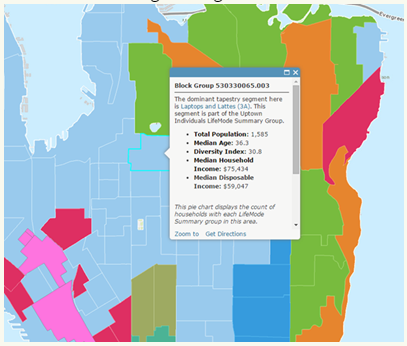 Evergreen
Block Group 530330065.003
The dominant tapestry segment here
is Laptops and Lattes (3A). This
segment is part of the Uptown
Individuals LifeMode Summary Group.
• Total Population: 1,585
• Median Age: 36.3
• Diversity Index: 30.8
• Median Household
Income: $75,434
• Median Disposable
Income: $59,047
This pie chart displays the count of
households with each LifeMode
Summary group in this area.
Zoom to Get Directions